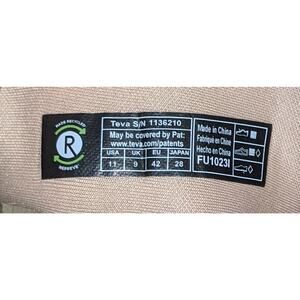 MADE RECYCLED
R
REPREVE
Teva S/N 1136210
May be covered by Pat:
www.teva.com/patents
USA UK EU JAPAN
11 9 42 28
Made in China
Fabriqué en Chine
Hecho en China
FU1023I